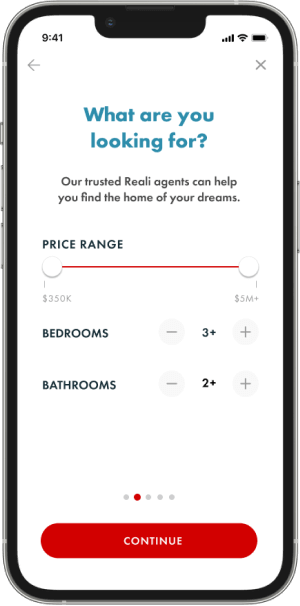 9:41
What are you
looking for?
Our trusted Reali agents can help
you find the home of your dreams.
PRICE RANGE
$350K $5M+
BEDROOMS − 3+ +
BATHROOMS − 2+ +
CONTINUE